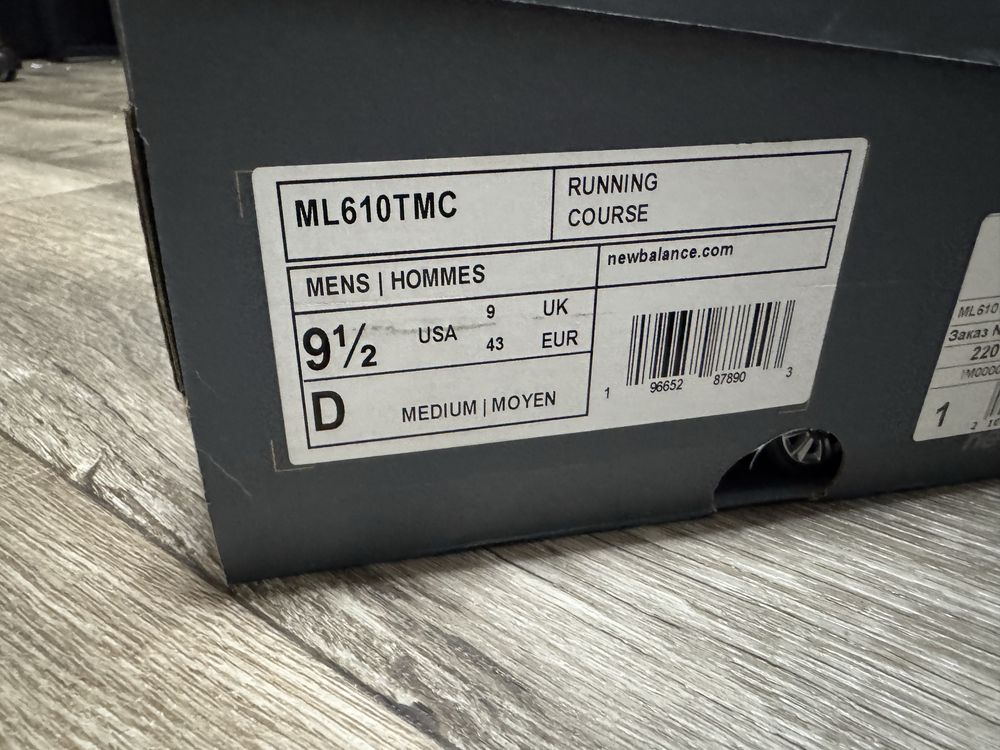 ML610TMC
RUNNING
COURSE
MENS | HOMMES
newbalance.com
9½ USA 9 UK
43 EUR
D MEDIUM | MOYEN
1 96652 87890 3
ML610
Заказ
220
1